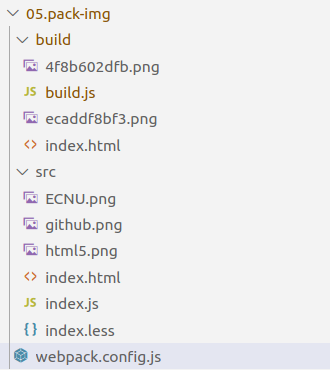 05.pack-img
build
4f8b602dfb.png
JS build.js
ecaddf8bf3.png
<> index.html
src
ECNU.png
github.png
html5.png
<> index.html
JS index.js
{ } index.less
webpack.config.js